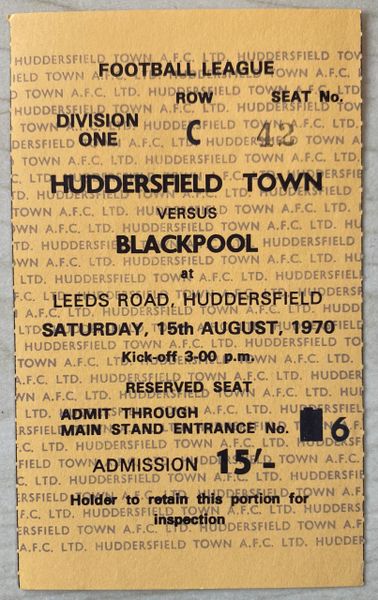 FOOTBALL LEAGUE
ROW SEAT No.
DIVISION ONE C 42
HUDDERSFIELD TOWN
VERSUS
BLACKPOOL
at
LEEDS ROAD, HUDDERSFIELD
SATURDAY, 15th AUGUST, 1970
Kick-off 3-00 p.m.
RESERVED SEAT
ADMIT THROUGH
MAIN STAND ENTRANCE No. 6
ADMISSION 15/-
Holder to retain this portion for
inspection